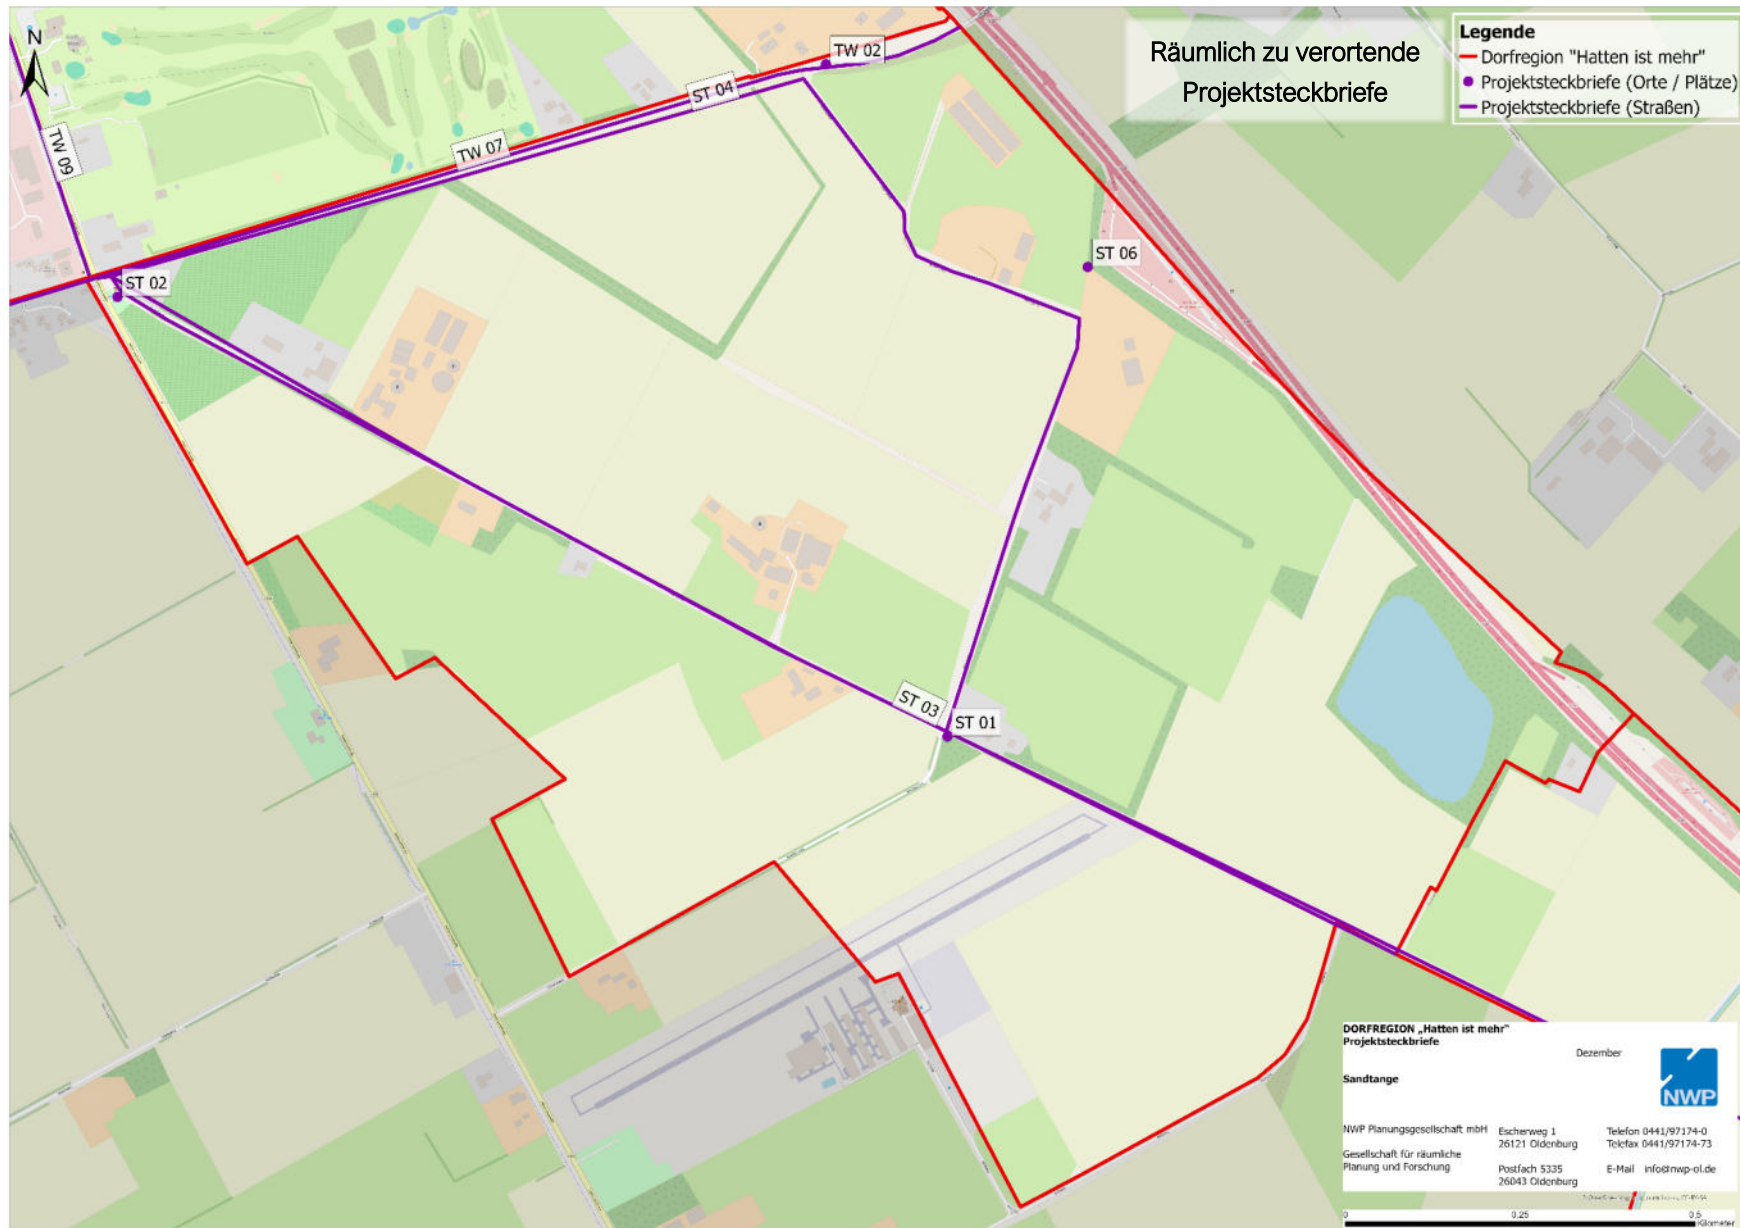 Räumlich zu verortende
Projektsteckbriefe
Legende
Dorfregion "Hatten ist mehr"
Projektsteckbriefe (Orte / Plätze)
Projektsteckbriefe (Straßen)
N
TW 02
ST 04
TW 07
TW 09
ST 02
ST 06
ST 03
ST 01
DORFREGION „Hatten ist mehr“
Projektsteckbriefe
Dezember
Sandtange
NWP
NWP Planungsgesellschaft mbH
Gesellschaft für räumliche
Planung und Forschung
Escherweg 1
26121 Oldenburg
Postfach 5335
26043 Oldenburg
Telefon 0441/97174-0
Telefax 0441/97174-73
E-Mail info@nwp-ol.de
0 0,25 0,5
Kilometer